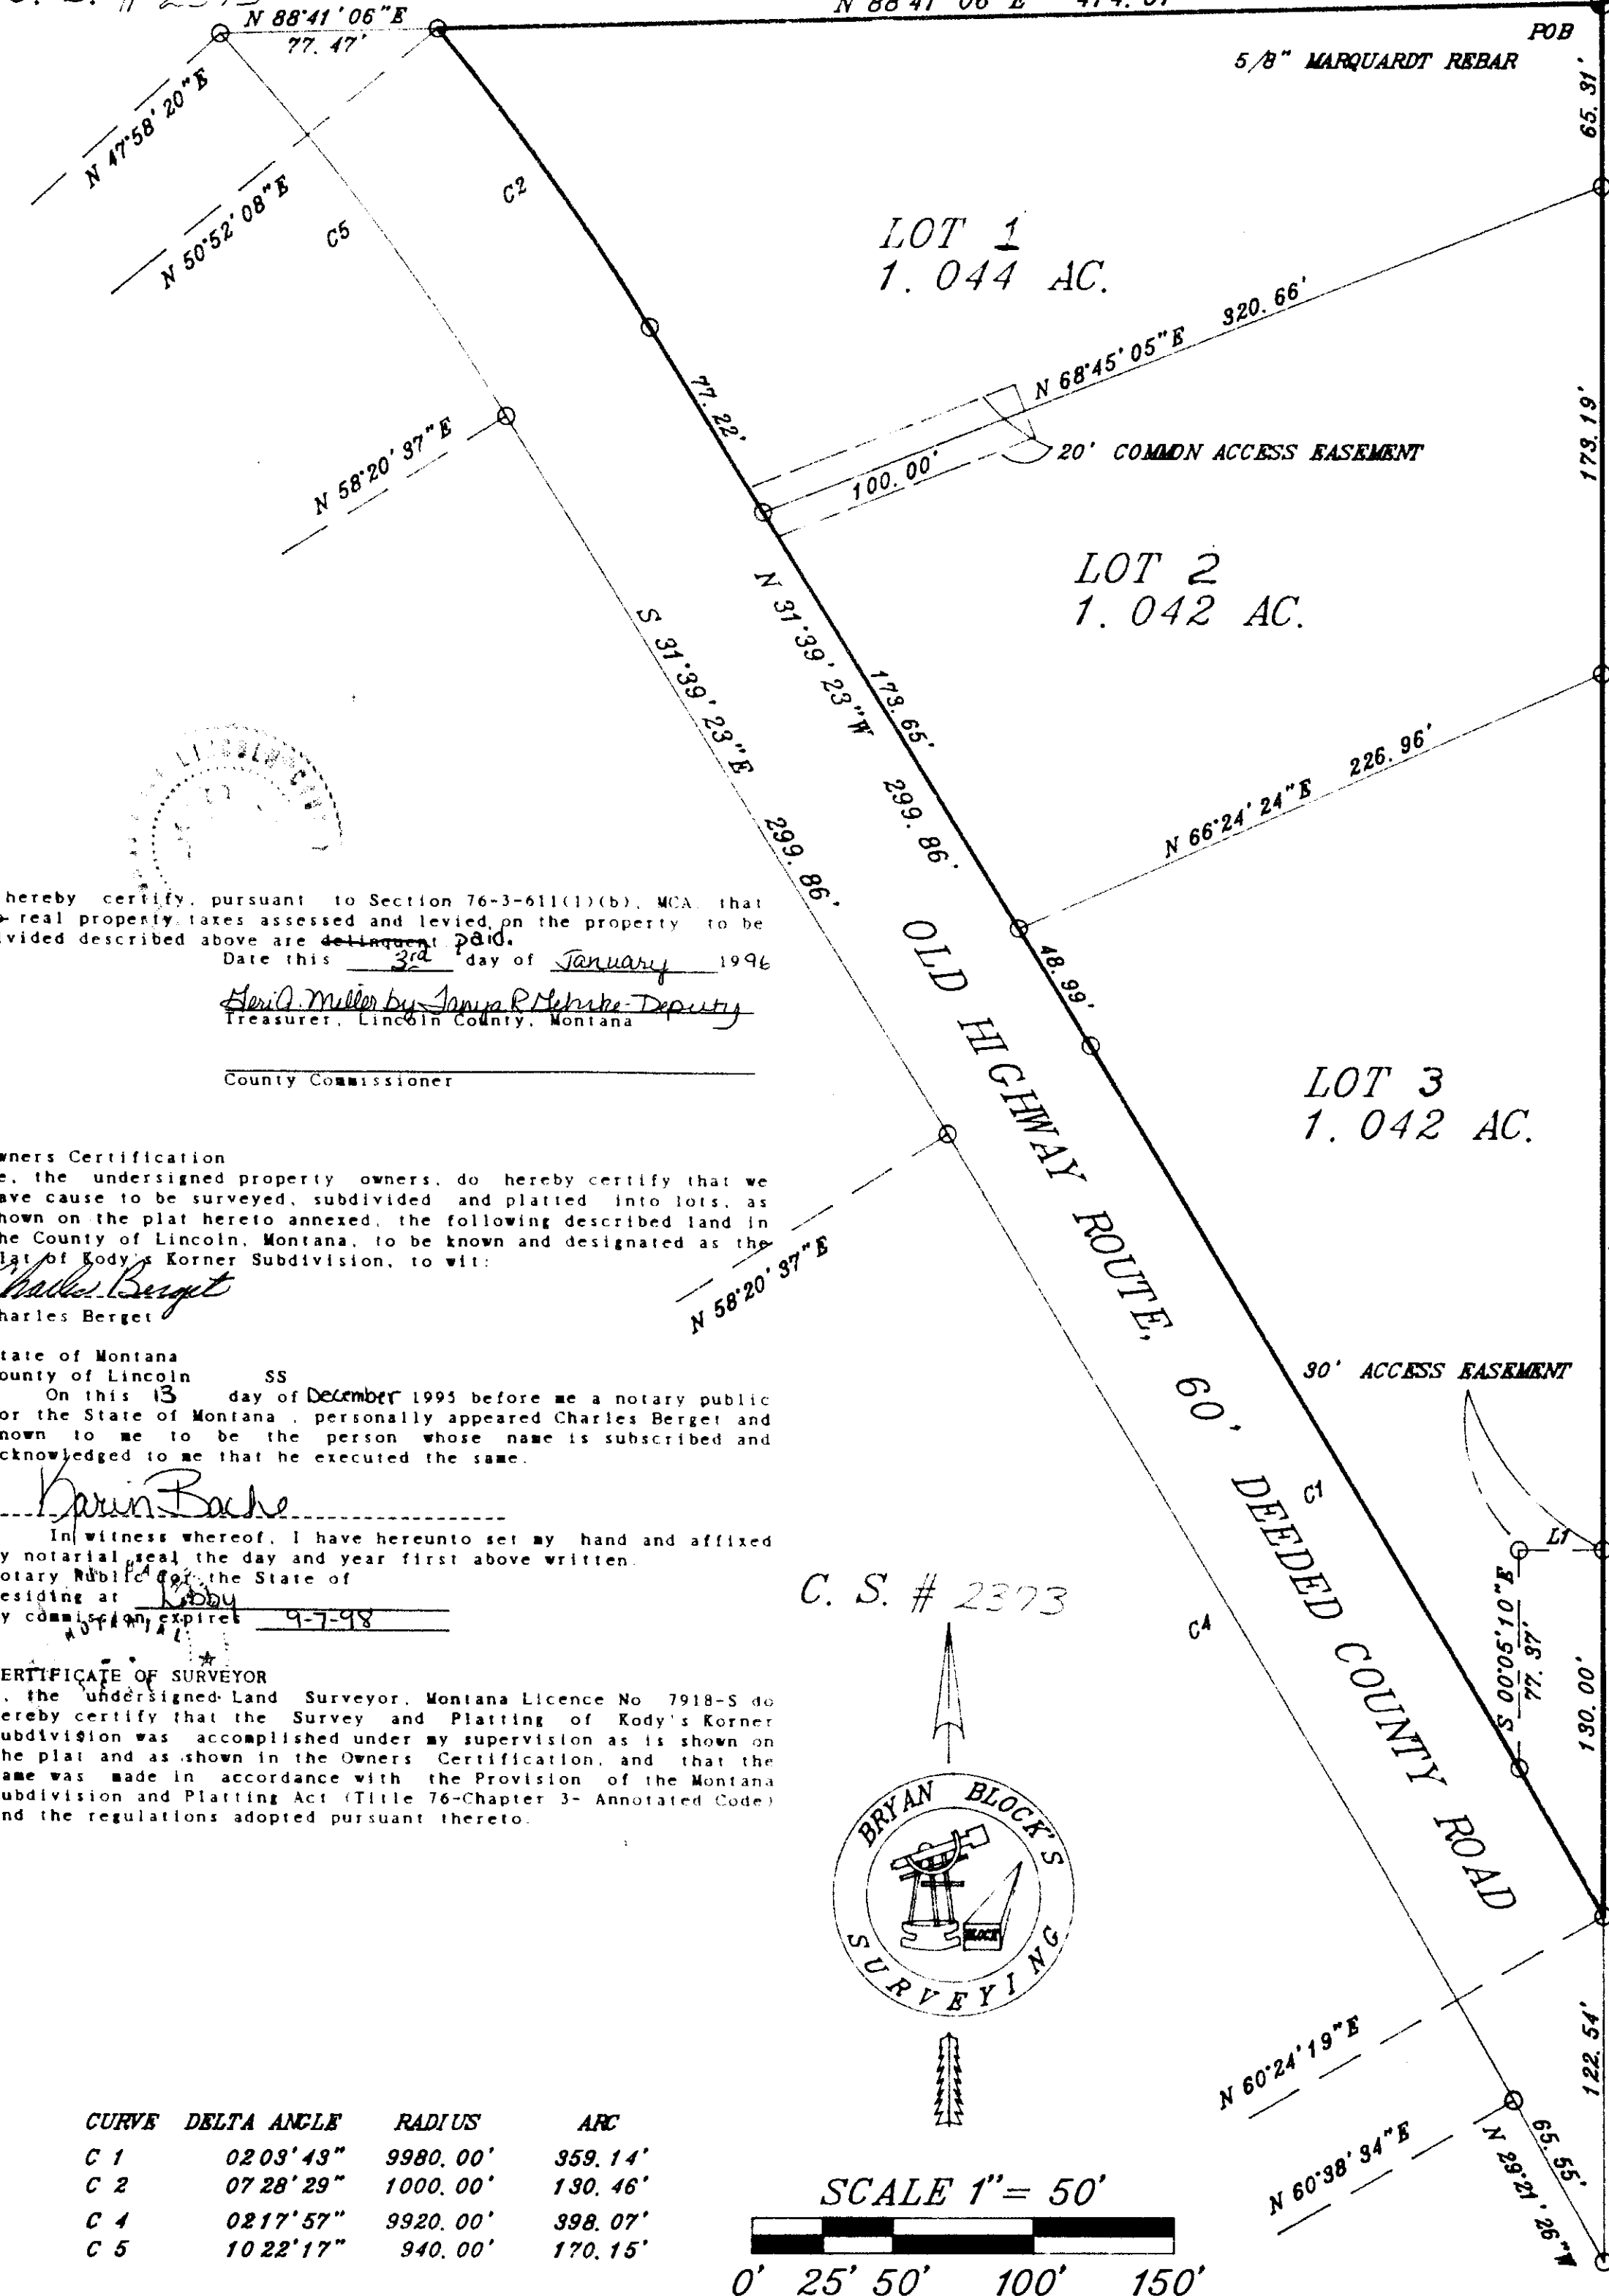 N 88°41'06"E
77.47'
N 88°41'06"E
POB
5/8" MARQUARDT REBAR
65.31'
N 47°58'20"E
N 50°52'08"E
C5
C2
LOT 1
1.044 AC.
N 68°45'05"E 320.66'
77.22'
100.00'
20' COMMON ACCESS EASEMENT
173.19'
N 58°20'37"E
LOT 2
1.042 AC.
N 31°39'23"W 299.86'
173.65'
S 31°39'23"E 299.86'
N 66°24'24"E 226.96'
48.99'
LOT 3
1.042 AC.
OLD HIGHWAY ROUTE, 60' DEEDED COUNTY ROAD
LINCOLN
hereby certify, pursuant to Section 76-3-611(1)(b), MCA that
real property taxes assessed and levied on the property to be
vided described above are delinquent paid.
Date this 3rd day of January 1996
Treasurer, Lincoln County, Montana
County Commissioner
wners Certification
e, the undersigned property owners, do hereby certify that we
ave cause to be surveyed, subdivided and platted into lots, as
hown on the plat hereto annexed, the following described land in
he County of Lincoln, Montana, to be known and designated as the
lat of Kody's Korner Subdivision, to wit:
Charles Berget
harles Berget
N 58°20'37"E
tate of Montana
ounty of Lincoln SS
On this 13 day of December 1995 before me a notary public
or the State of Montana, personally appeared Charles Berget and
nown to me to be the person whose name is subscribed and
cknowledged to me that he executed the same.
Karin Bache
In witness whereof, I have hereunto set my hand and affixed
y notarial seal the day and year first above written.
otary Public for the State of
esiding at Libby
y commission expires 9-7-98
ERTIFICATE OF SURVEYOR
, the undersigned Land Surveyor, Montana Licence No 7918-S do
ereby certify that the Survey and Platting of Kody's Korner
ubdivision was accomplished under my supervision as is shown on
he plat and as shown in the Owners Certification, and that the
ame was made in accordance with the Provision of the Montana
ubdivision and Platting Act (Title 76-Chapter 3- Annotated Code)
nd the regulations adopted pursuant thereto.
30' ACCESS EASEMENT
C1
L1
C4
S 00°05'10"E
77.37'
130.00'
C. S. # 2373
BRYAN BLOCK'S
SURVEYING
BLOCK
N 60°24'19"E
N 60°38'34"E
122.54'
65.55'
N 29°21'26"W
CURVE DELTA ANGLE RADIUS ARC
C 1 02 03'43" 9980.00' 359.14'
C 2 07 28'29" 1000.00' 130.46'
C 4 02 17'57" 9920.00' 398.07'
C 5 10 22'17" 940.00' 170.15'
SCALE 1"= 50'
0' 25' 50' 100' 150'